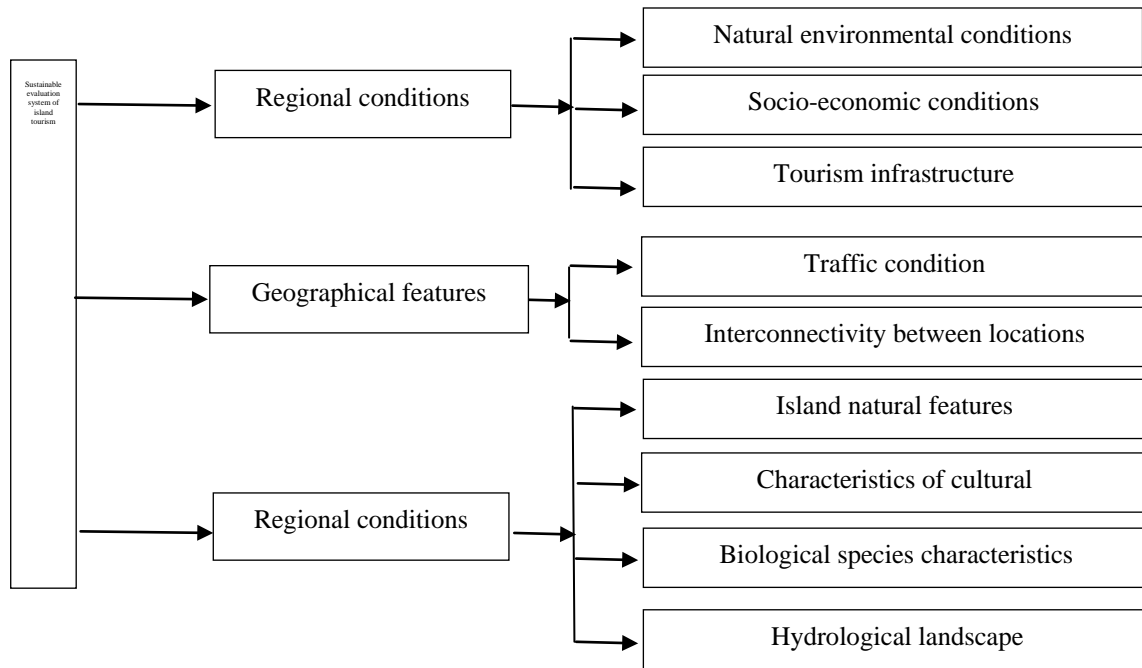 Sustainable
evaluation
system of
island
tourism
Regional conditions
Natural environmental conditions
Socio-economic conditions
Tourism infrastructure
Geographical features
Traffic condition
Interconnectivity between locations
Regional conditions
Island natural features
Characteristics of cultural
Biological species characteristics
Hydrological landscape